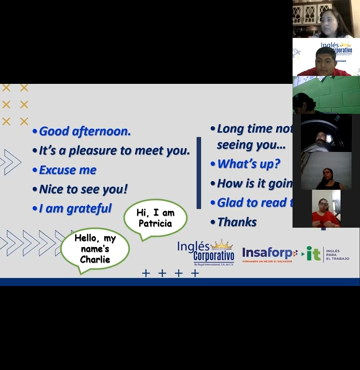 Good afternoon.
It's a pleasure to meet you.
Excuse me
Nice to see you!
I am grateful
Long time not
seeing you...
What's up?
How is it
Glad to read
Thanks
Hi, I am
Patricia
Hello, my
name's
Charlie
Inglés
Corporativo
Insaforp
it
INGLÉS
PARA
EL TRABAJO